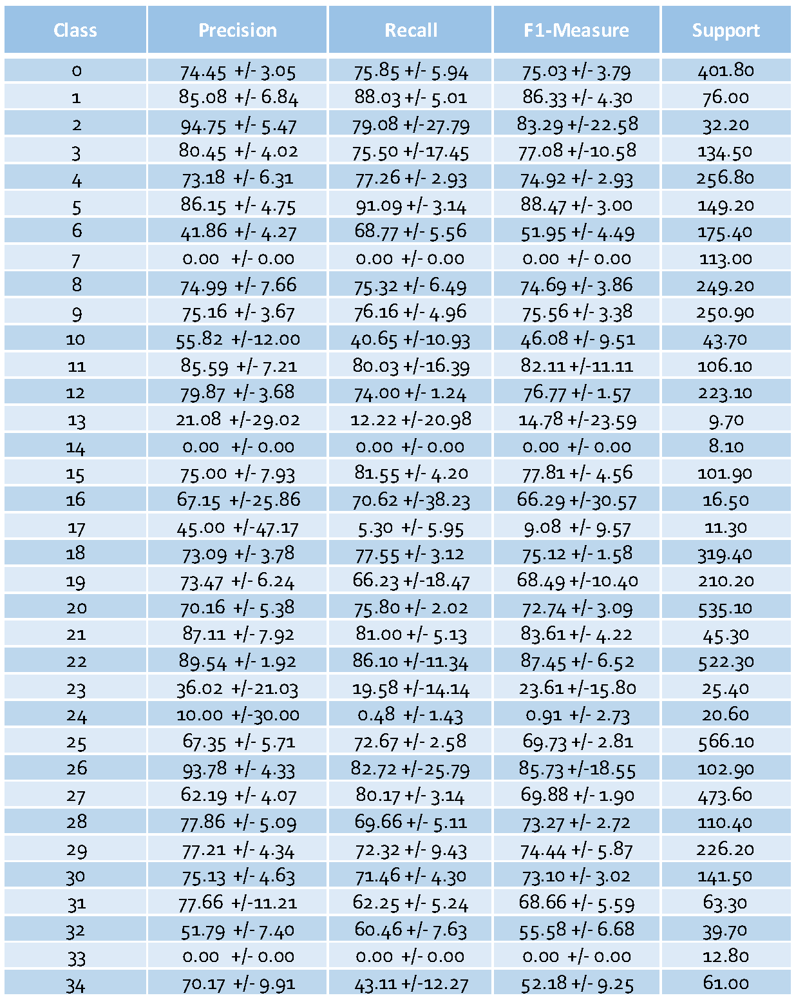 Class Precision Recall F1-Measure Support
0 74.45 +/- 3.05 75.85 +/- 5.94 75.03 +/- 3.79 401.80
1 85.08 +/- 6.84 88.03 +/- 5.01 86.33 +/- 4.30 76.00
2 94.75 +/- 5.47 79.08 +/-27.79 83.29 +/-22.58 32.20
3 80.45 +/- 4.02 75.50 +/-17.45 77.08 +/-10.58 134.50
4 73.18 +/- 6.31 77.26 +/- 2.93 74.92 +/- 2.93 256.80
5 86.15 +/- 4.75 91.09 +/- 3.14 88.47 +/- 3.00 149.20
6 41.86 +/- 4.27 68.77 +/- 5.56 51.95 +/- 4.49 175.40
7 0.00 +/- 0.00 0.00 +/- 0.00 0.00 +/- 0.00 113.00
8 74.99 +/- 7.66 75.32 +/- 6.49 74.69 +/- 3.86 249.20
9 75.16 +/- 3.67 76.16 +/- 4.96 75.56 +/- 3.38 250.90
10 55.82 +/-12.00 40.65 +/-10.93 46.08 +/- 9.51 43.70
11 85.59 +/- 7.21 80.03 +/-16.39 82.11 +/-11.11 106.10
12 79.87 +/- 3.68 74.00 +/- 1.24 76.77 +/- 1.57 223.10
13 21.08 +/-29.02 12.22 +/-20.98 14.78 +/-23.59 9.70
14 0.00 +/- 0.00 0.00 +/- 0.00 0.00 +/- 0.00 8.10
15 75.00 +/- 7.93 81.55 +/- 4.20 77.81 +/- 4.56 101.90
16 67.15 +/-25.86 70.62 +/-38.23 66.29 +/-30.57 16.50
17 45.00 +/-47.17 5.30 +/- 5.95 9.08 +/- 9.57 11.30
18 73.09 +/- 3.78 77.55 +/- 3.12 75.12 +/- 1.58 319.40
19 73.47 +/- 6.24 66.23 +/-18.47 68.49 +/-10.40 210.20
20 70.16 +/- 5.38 75.80 +/- 2.02 72.74 +/- 3.09 535.10
21 87.11 +/- 7.92 81.00 +/- 5.13 83.61 +/- 4.22 45.30
22 89.54 +/- 1.92 86.10 +/-11.34 87.45 +/- 6.52 522.30
23 36.02 +/-21.03 19.58 +/-14.14 23.61 +/-15.80 25.40
24 10.00 +/-30.00 0.48 +/- 1.43 0.91 +/- 2.73 20.60
25 67.35 +/- 5.71 72.67 +/- 2.58 69.73 +/- 2.81 566.10
26 93.78 +/- 4.33 82.72 +/-25.79 85.73 +/-18.55 102.90
27 62.19 +/- 4.07 80.17 +/- 3.14 69.88 +/- 1.90 473.60
28 77.86 +/- 5.09 69.66 +/- 5.11 73.27 +/- 2.72 110.40
29 77.21 +/- 4.34 72.32 +/- 9.43 74.44 +/- 5.87 226.20
30 75.13 +/- 4.63 71.46 +/- 4.30 73.10 +/- 3.02 141.50
31 77.66 +/-11.21 62.25 +/- 5.24 68.66 +/- 5.59 63.30
32 51.79 +/- 7.40 60.46 +/- 7.63 55.58 +/- 6.68 39.70
33 0.00 +/- 0.00 0.00 +/- 0.00 0.00 +/- 0.00 12.80
34 70.17 +/- 9.91 43.11 +/-12.27 52.18 +/- 9.25 61.00